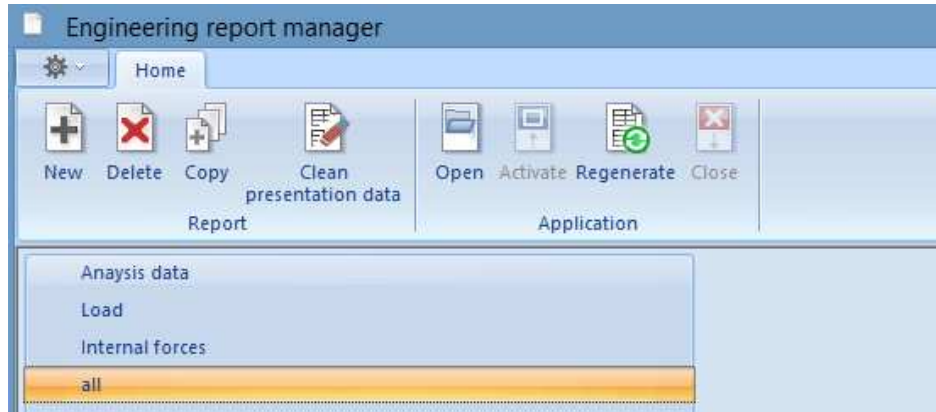 Engineering report manager
Home
New Delete Copy Clean presentation data Open Activate Regenerate Close
Report Application
Anaysis data
Load
Internal forces
all